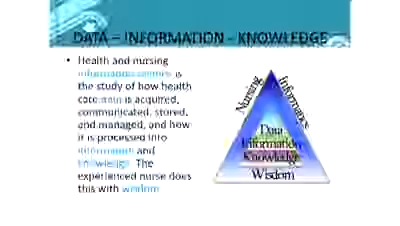 DATA – INFORMATION - KNOWLEDGE
• Health and nursing
information science is
the study of how health
care data is acquired,
communicated, stored,
and managed, and how
it is processed into
information and
knowledge. The
experienced nurse does
this with wisdom
Nursing
Informatics
Data
Information
Knowledge
Wisdom